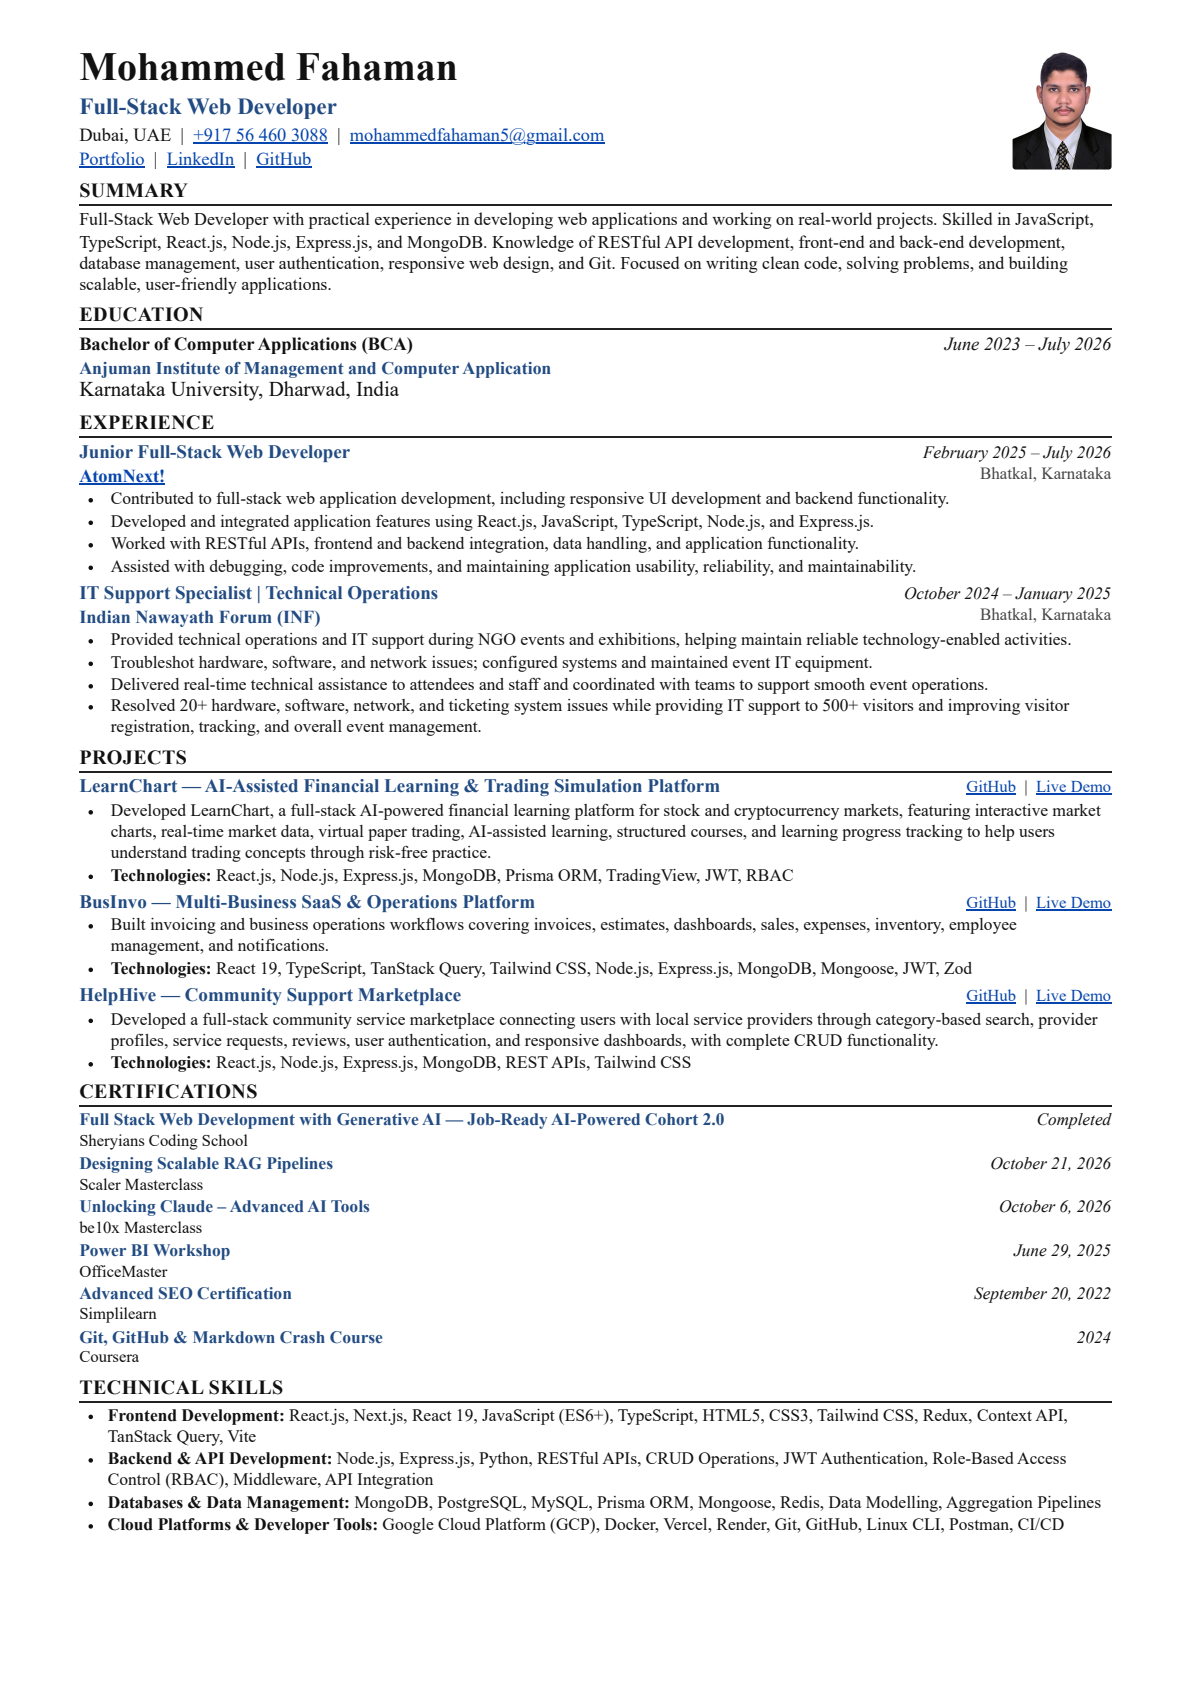 Mohammed Fahaman
Full-Stack Web Developer
Dubai, UAE | +917 56 460 3088 | mohammedfahaman5@gmail.com
Portfolio | LinkedIn | GitHub
SUMMARY
Full-Stack Web Developer with practical experience in developing web applications and working on real-world projects. Skilled in JavaScript,
TypeScript, React.js, Node.js, Express.js, and MongoDB. Knowledge of RESTful API development, front-end and back-end development,
database management, user authentication, responsive web design, and Git. Focused on writing clean code, solving problems, and building
scalable, user-friendly applications.
EDUCATION
Bachelor of Computer Applications (BCA) June 2023 – July 2026
Anjuman Institute of Management and Computer Application
Karnataka University, Dharwad, India
EXPERIENCE
Junior Full-Stack Web Developer February 2025 – July 2026
AtomNext! Bhatkal, Karnataka
• Contributed to full-stack web application development, including responsive UI development and backend functionality.
• Developed and integrated application features using React.js, JavaScript, TypeScript, Node.js, and Express.js.
• Worked with RESTful APIs, frontend and backend integration, data handling, and application functionality.
• Assisted with debugging, code improvements, and maintaining application usability, reliability, and maintainability.
IT Support Specialist | Technical Operations October 2024 – January 2025
Indian Nawayath Forum (INF) Bhatkal, Karnataka
• Provided technical operations and IT support during NGO events and exhibitions, helping maintain reliable technology-enabled activities.
• Troubleshot hardware, software, and network issues; configured systems and maintained event IT equipment.
• Delivered real-time technical assistance to attendees and staff and coordinated with teams to support smooth event operations.
• Resolved 20+ hardware, software, network, and ticketing system issues while providing IT support to 500+ visitors and improving visitor
registration, tracking, and overall event management.
PROJECTS
LearnChart — AI-Assisted Financial Learning & Trading Simulation Platform GitHub | Live Demo
• Developed LearnChart, a full-stack AI-powered financial learning platform for stock and cryptocurrency markets, featuring interactive market
charts, real-time market data, virtual paper trading, AI-assisted learning, structured courses, and learning progress tracking to help users
understand trading concepts through risk-free practice.
• Technologies: React.js, Node.js, Express.js, MongoDB, Prisma ORM, TradingView, JWT, RBAC
BusInvo — Multi-Business SaaS & Operations Platform GitHub | Live Demo
• Built invoicing and business operations workflows covering invoices, estimates, dashboards, sales, expenses, inventory, employee
management, and notifications.
• Technologies: React 19, TypeScript, TanStack Query, Tailwind CSS, Node.js, Express.js, MongoDB, Mongoose, JWT, Zod
HelpHive — Community Support Marketplace GitHub | Live Demo
• Developed a full-stack community service marketplace connecting users with local service providers through category-based search, provider
profiles, service requests, reviews, user authentication, and responsive dashboards, with complete CRUD functionality.
• Technologies: React.js, Node.js, Express.js, MongoDB, REST APIs, Tailwind CSS
CERTIFICATIONS
Full Stack Web Development with Generative AI — Job-Ready AI-Powered Cohort 2.0 Completed
Sheryians Coding School
Designing Scalable RAG Pipelines October 21, 2026
Scaler Masterclass
Unlocking Claude – Advanced AI Tools October 6, 2026
be10x Masterclass
Power BI Workshop June 29, 2025
OfficeMaster
Advanced SEO Certification September 20, 2022
Simplilearn
Git, GitHub & Markdown Crash Course 2024
Coursera
TECHNICAL SKILLS
• Frontend Development: React.js, Next.js, React 19, JavaScript (ES6+), TypeScript, HTML5, CSS3, Tailwind CSS, Redux, Context API,
TanStack Query, Vite
• Backend & API Development: Node.js, Express.js, Python, RESTful APIs, CRUD Operations, JWT Authentication, Role-Based Access
Control (RBAC), Middleware, API Integration
• Databases & Data Management: MongoDB, PostgreSQL, MySQL, Prisma ORM, Mongoose, Redis, Data Modelling, Aggregation Pipelines
• Cloud Platforms & Developer Tools: Google Cloud Platform (GCP), Docker, Vercel, Render, Git, GitHub, Linux CLI, Postman, CI/CD